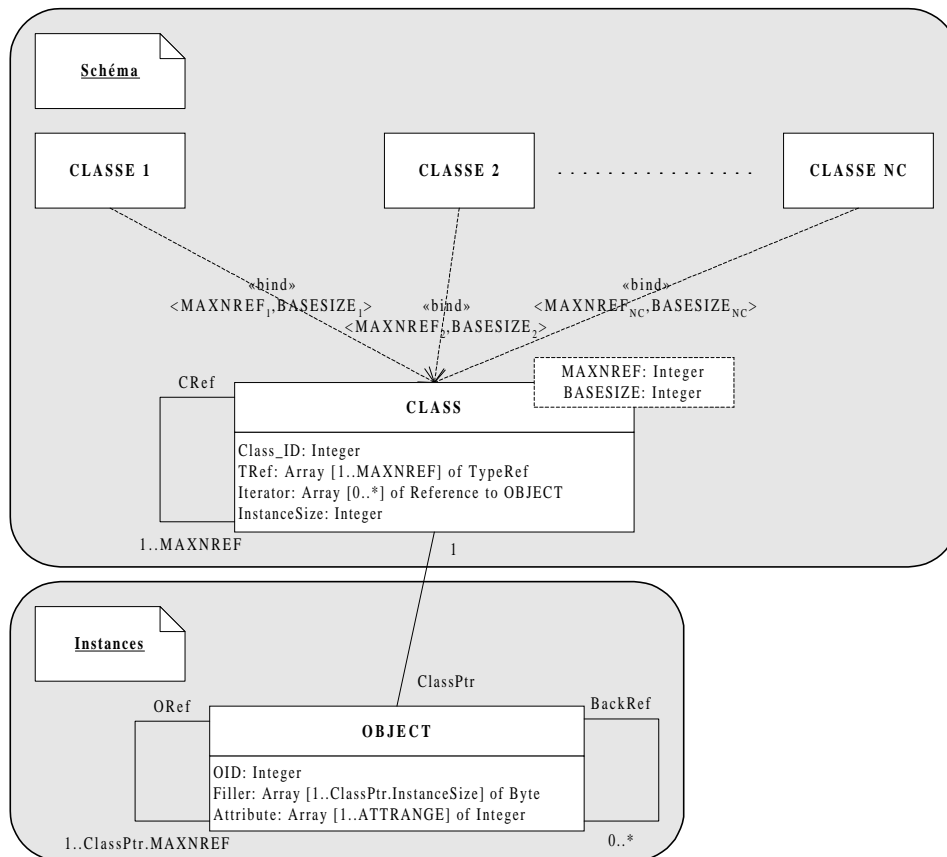 Schéma
CLASSE 1
CLASSE 2
. . . . . . . . . . . . . . . .
CLASSE NC
«bind»
<MAXNREF1,BASESIZE1>
«bind»
<MAXNREF2,BASESIZE2>
«bind»
<MAXNREFNC,BASESIZENC>
MAXNREF: Integer
BASESIZE: Integer
CRef
CLASS
Class_ID: Integer
TRef: Array [1..MAXNREF] of TypeRef
Iterator: Array [0..*] of Reference to OBJECT
InstanceSize: Integer
1..MAXNREF
1
Instances
ClassPtr
ORef
BackRef
OBJECT
OID: Integer
Filler: Array [1..ClassPtr.InstanceSize] of Byte
Attribute: Array [1..ATTRANGE] of Integer
1..ClassPtr.MAXNREF
0..*